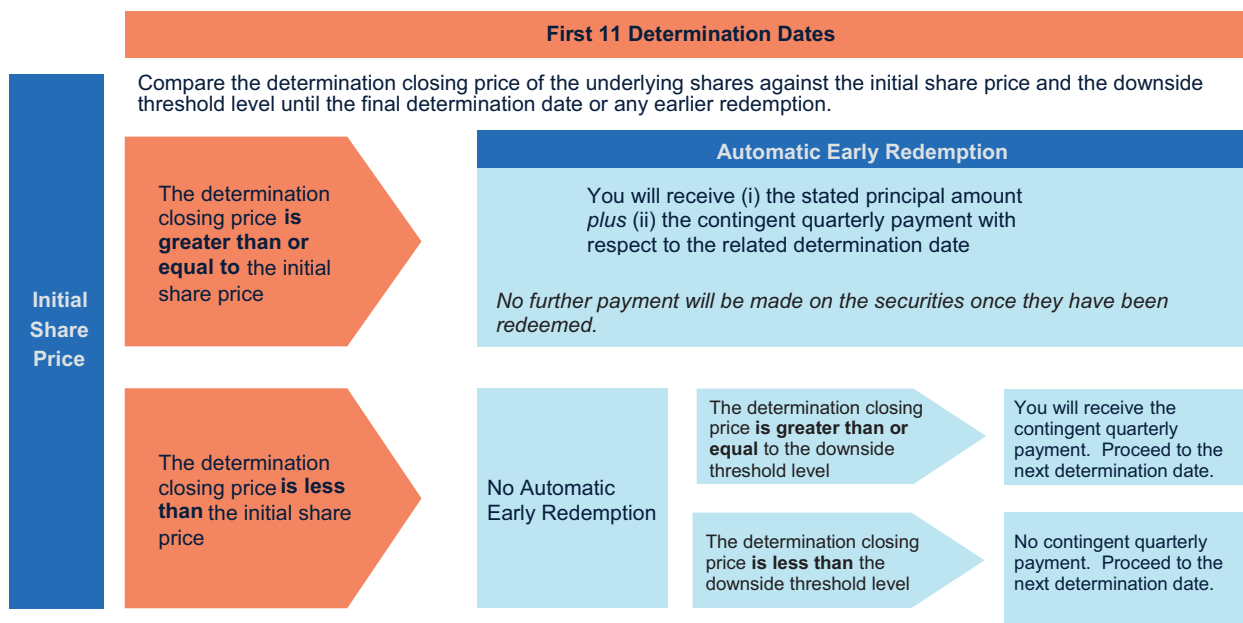 First 11 Determination Dates
Compare the determination closing price of the underlying shares against the initial share price and the downside
threshold level until the final determination date or any earlier redemption.
Initial
Share
Price
The determination
closing price is
greater than or
equal to the initial
share price
Automatic Early Redemption
You will receive (i) the stated principal amount
plus (ii) the contingent quarterly payment with
respect to the related determination date
No further payment will be made on the securities once they have been
redeemed.
The determination
closing price is less
than the initial share
price
No Automatic
Early Redemption
The determination closing
price is greater than or
equal to the downside
threshold level
You will receive the
contingent quarterly
payment. Proceed to the
next determination date.
The determination closing
price is less than the
downside threshold level
No contingent quarterly
payment. Proceed to the
next determination date.